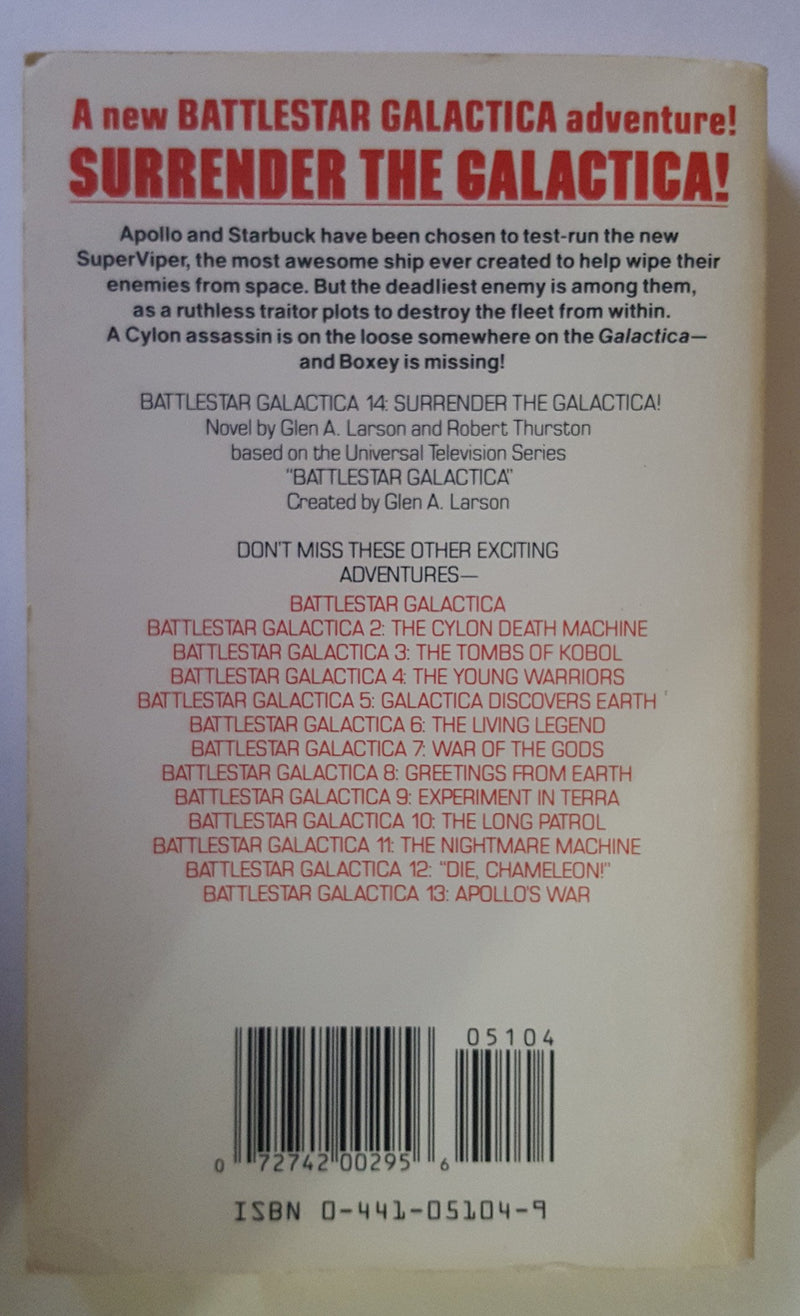 A new BATTLESTAR GALACTICA adventure!
SURRENDER THE GALACTICA!
Apollo and Starbuck have been chosen to test-run the new
SuperViper, the most awesome ship ever created to help wipe their
enemies from space. But the deadliest enemy is among them,
as a ruthless traitor plots to destroy the fleet from within.
A Cylon assassin is on the loose somewhere on the Galactica—
and Boxey is missing!
BATTLESTAR GALACTICA 14: SURRENDER THE GALACTICA!
Novel by Glen A. Larson and Robert Thurston
based on the Universal Television Series
"BATTLESTAR GALACTICA"
Created by Glen A. Larson
DON'T MISS THESE OTHER EXCITING
ADVENTURES—
BATTLESTAR GALACTICA
BATTLESTAR GALACTICA 2: THE CYLON DEATH MACHINE
BATTLESTAR GALACTICA 3: THE TOMBS OF KOBOL
BATTLESTAR GALACTICA 4: THE YOUNG WARRIORS
BATTLESTAR GALACTICA 5: GALACTICA DISCOVERS EARTH
BATTLESTAR GALACTICA 6: THE LIVING LEGEND
BATTLESTAR GALACTICA 7: WAR OF THE GODS
BATTLESTAR GALACTICA 8: GREETINGS FROM EARTH
BATTLESTAR GALACTICA 9: EXPERIMENT IN TERRA
BATTLESTAR GALACTICA 10: THE LONG PATROL
BATTLESTAR GALACTICA 11: THE NIGHTMARE MACHINE
BATTLESTAR GALACTICA 12: "DIE, CHAMELEON!"
BATTLESTAR GALACTICA 13: APOLLO'S WAR
05104
0 72742 00295 6
ISBN 0-441-05104-9